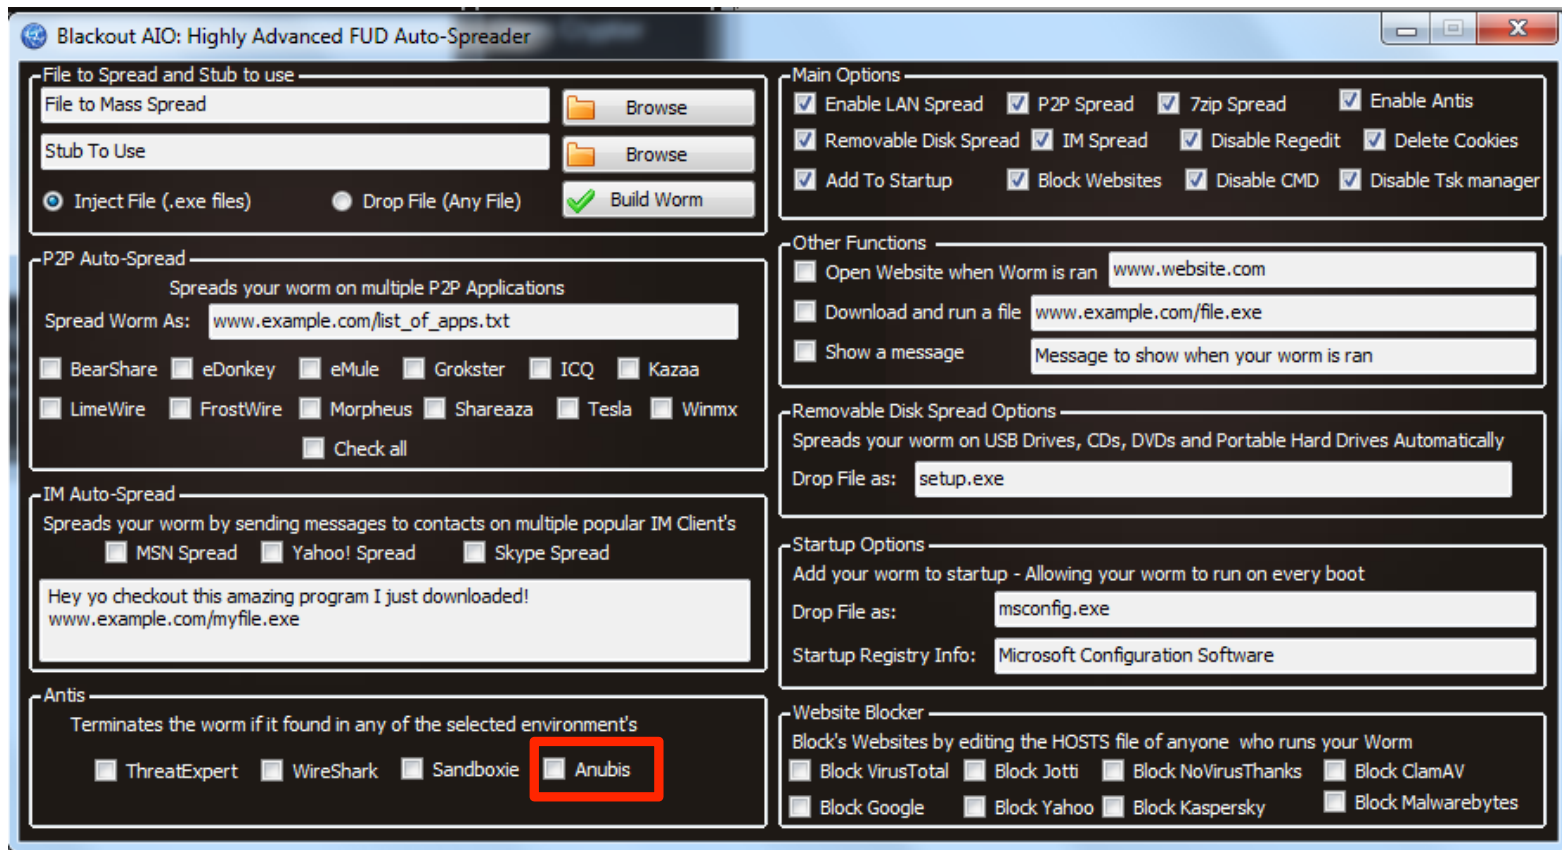 Blackout AIO: Highly Advanced FUD Auto-Spreader
File to Spread and Stub to use
File to Mass Spread
Browse
Stub To Use
Browse
Inject File (.exe files)
Drop File (Any File)
Build Worm
P2P Auto-Spread
Spreads your worm on multiple P2P Applications
Spread Worm As: www.example.com/list_of_apps.txt
BearShare eDonkey eMule Grokster ICQ Kazaa
LimeWire FrostWire Morpheus Shareaza Tesla Winmx
Check all
IM Auto-Spread
Spreads your worm by sending messages to contacts on multiple popular IM Client's
MSN Spread Yahoo! Spread Skype Spread
Hey yo checkout this amazing program I just downloaded!
www.example.com/myfile.exe
Antis
Terminates the worm if it found in any of the selected environment's
ThreatExpert WireShark Sandboxie Anubis
Main Options
Enable LAN Spread P2P Spread 7zip Spread Enable Antis
Removable Disk Spread IM Spread Disable Regedit Delete Cookies
Add To Startup Block Websites Disable CMD Disable Tsk manager
Other Functions
Open Website when Worm is ran www.website.com
Download and run a file www.example.com/file.exe
Show a message Message to show when your worm is ran
Removable Disk Spread Options
Spreads your worm on USB Drives, CDs, DVDs and Portable Hard Drives Automatically
Drop File as: setup.exe
Startup Options
Add your worm to startup - Allowing your worm to run on every boot
Drop File as: msconfig.exe
Startup Registry Info: Microsoft Configuration Software
Website Blocker
Block's Websites by editing the HOSTS file of anyone who runs your Worm
Block VirusTotal Block Jotti Block NoVirusThanks Block ClamAV
Block Google Block Yahoo Block Kaspersky Block Malwarebytes